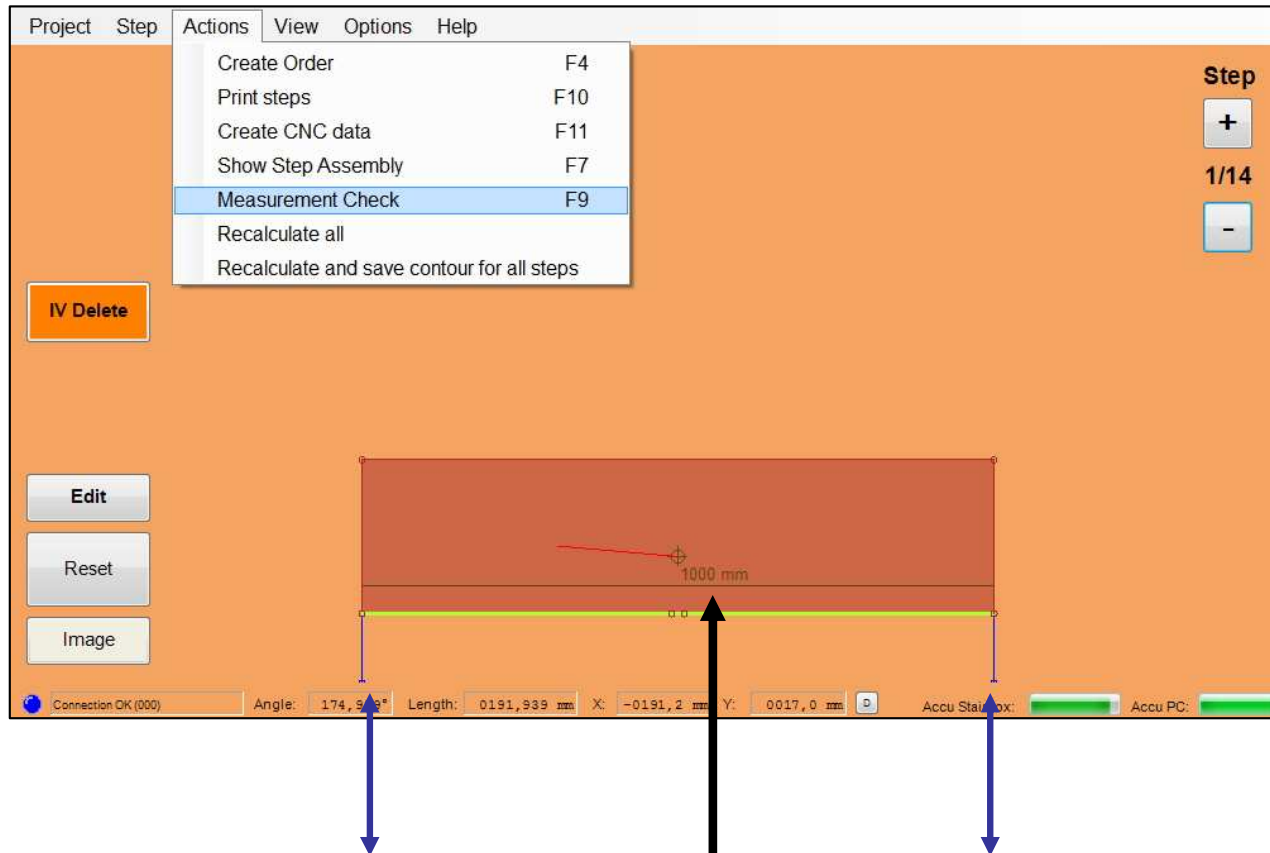 Project Step Actions View Options Help
Create Order F4
Print steps F10
Create CNC data F11
Show Step Assembly F7
Measurement Check F9
Recalculate all
Recalculate and save contour for all steps
Step
+
1/14
-
IV Delete
Edit
Reset
Image
1000 mm
Connection OK (000) Angle: Length: 0191,939 mm X: -0191,2 mm Y: 0017,0 mm D Accu Accu PC: